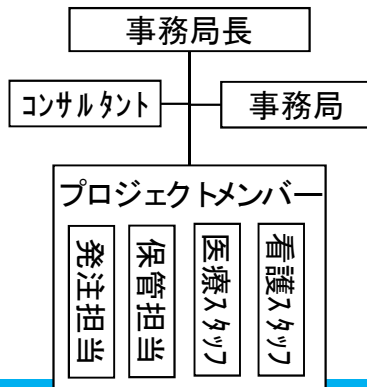 事務局長
コンサルタント
事務局
プロジェクトメンバー
発注担当
保管担当
医療スタッフ
看護スタッフ